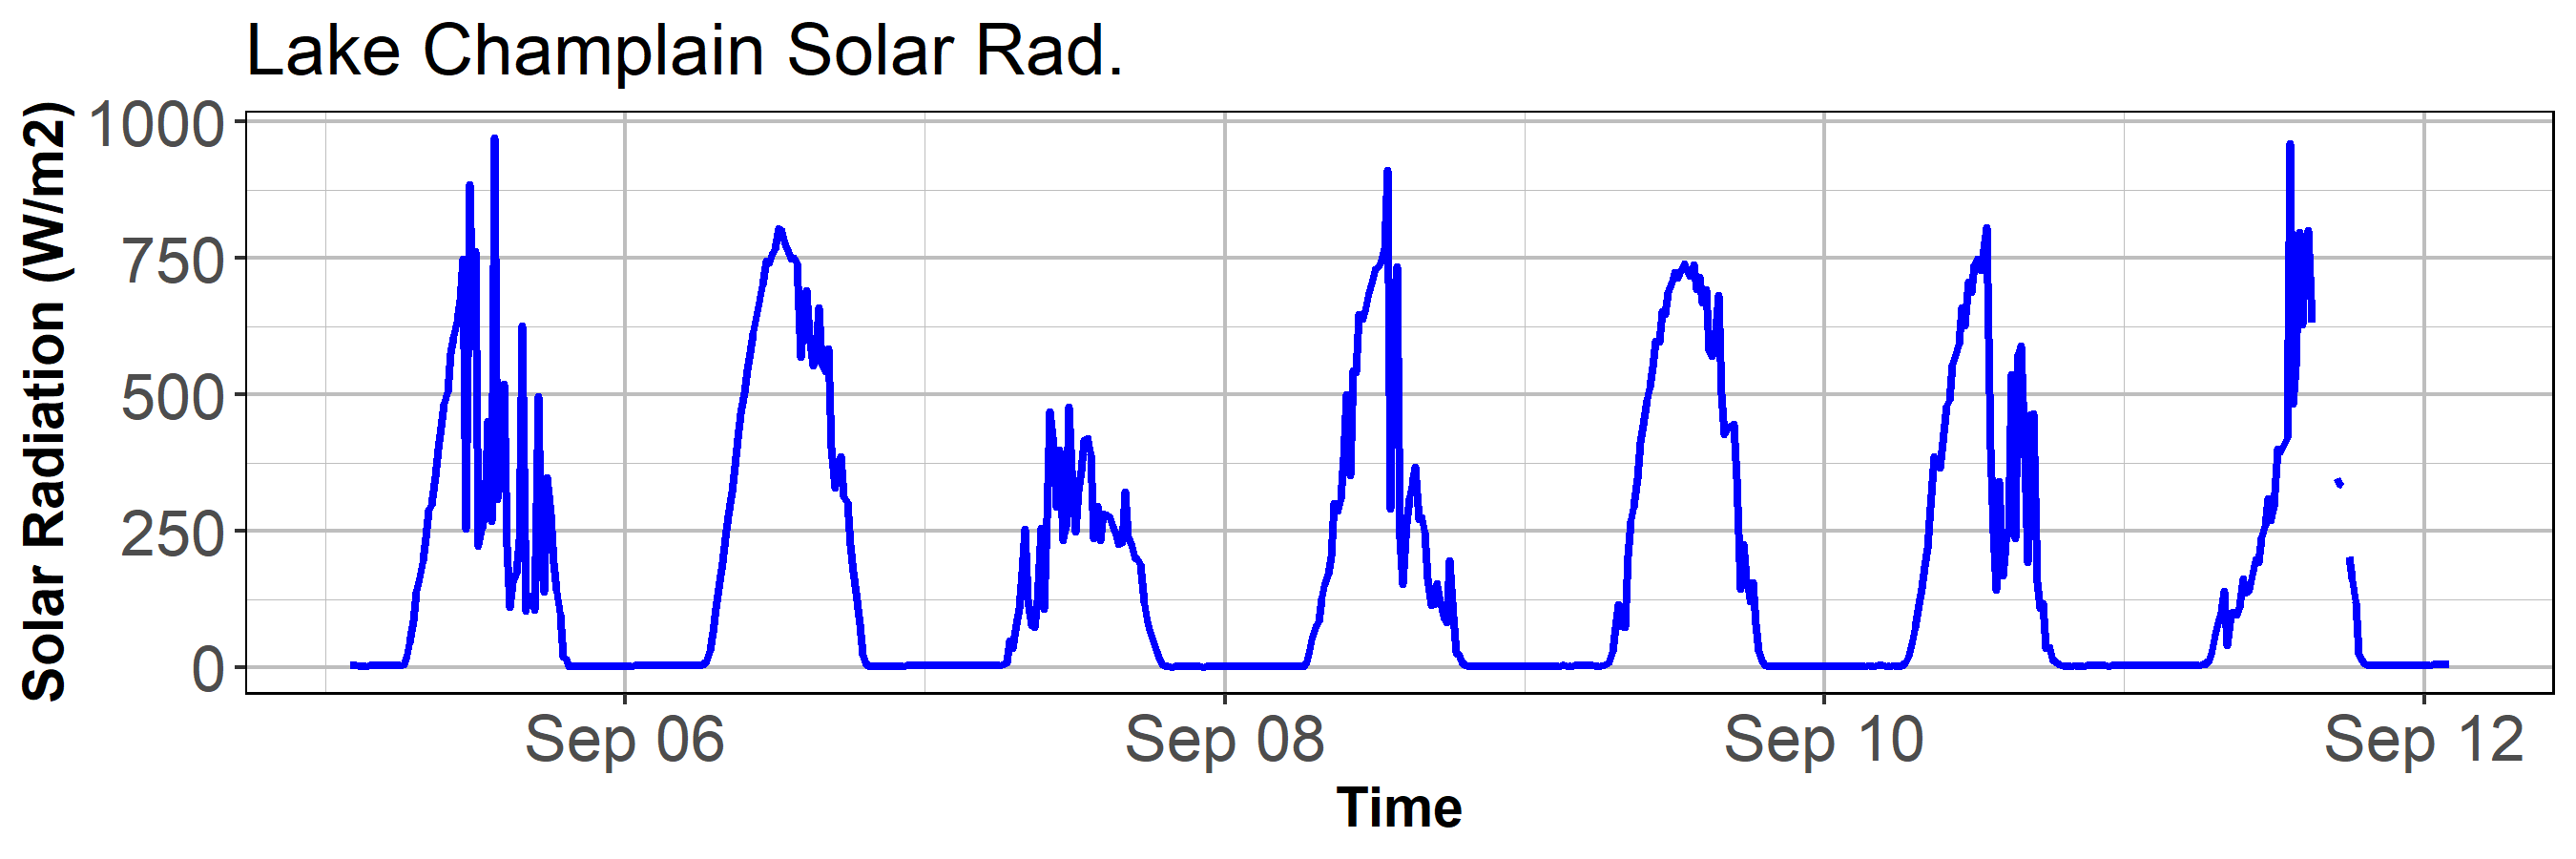 Lake Champlain Solar Rad.
Solar Radiation (W/m2)
1000
750
500
250
0
Sep 06 Sep 08 Sep 10 Sep 12
Time